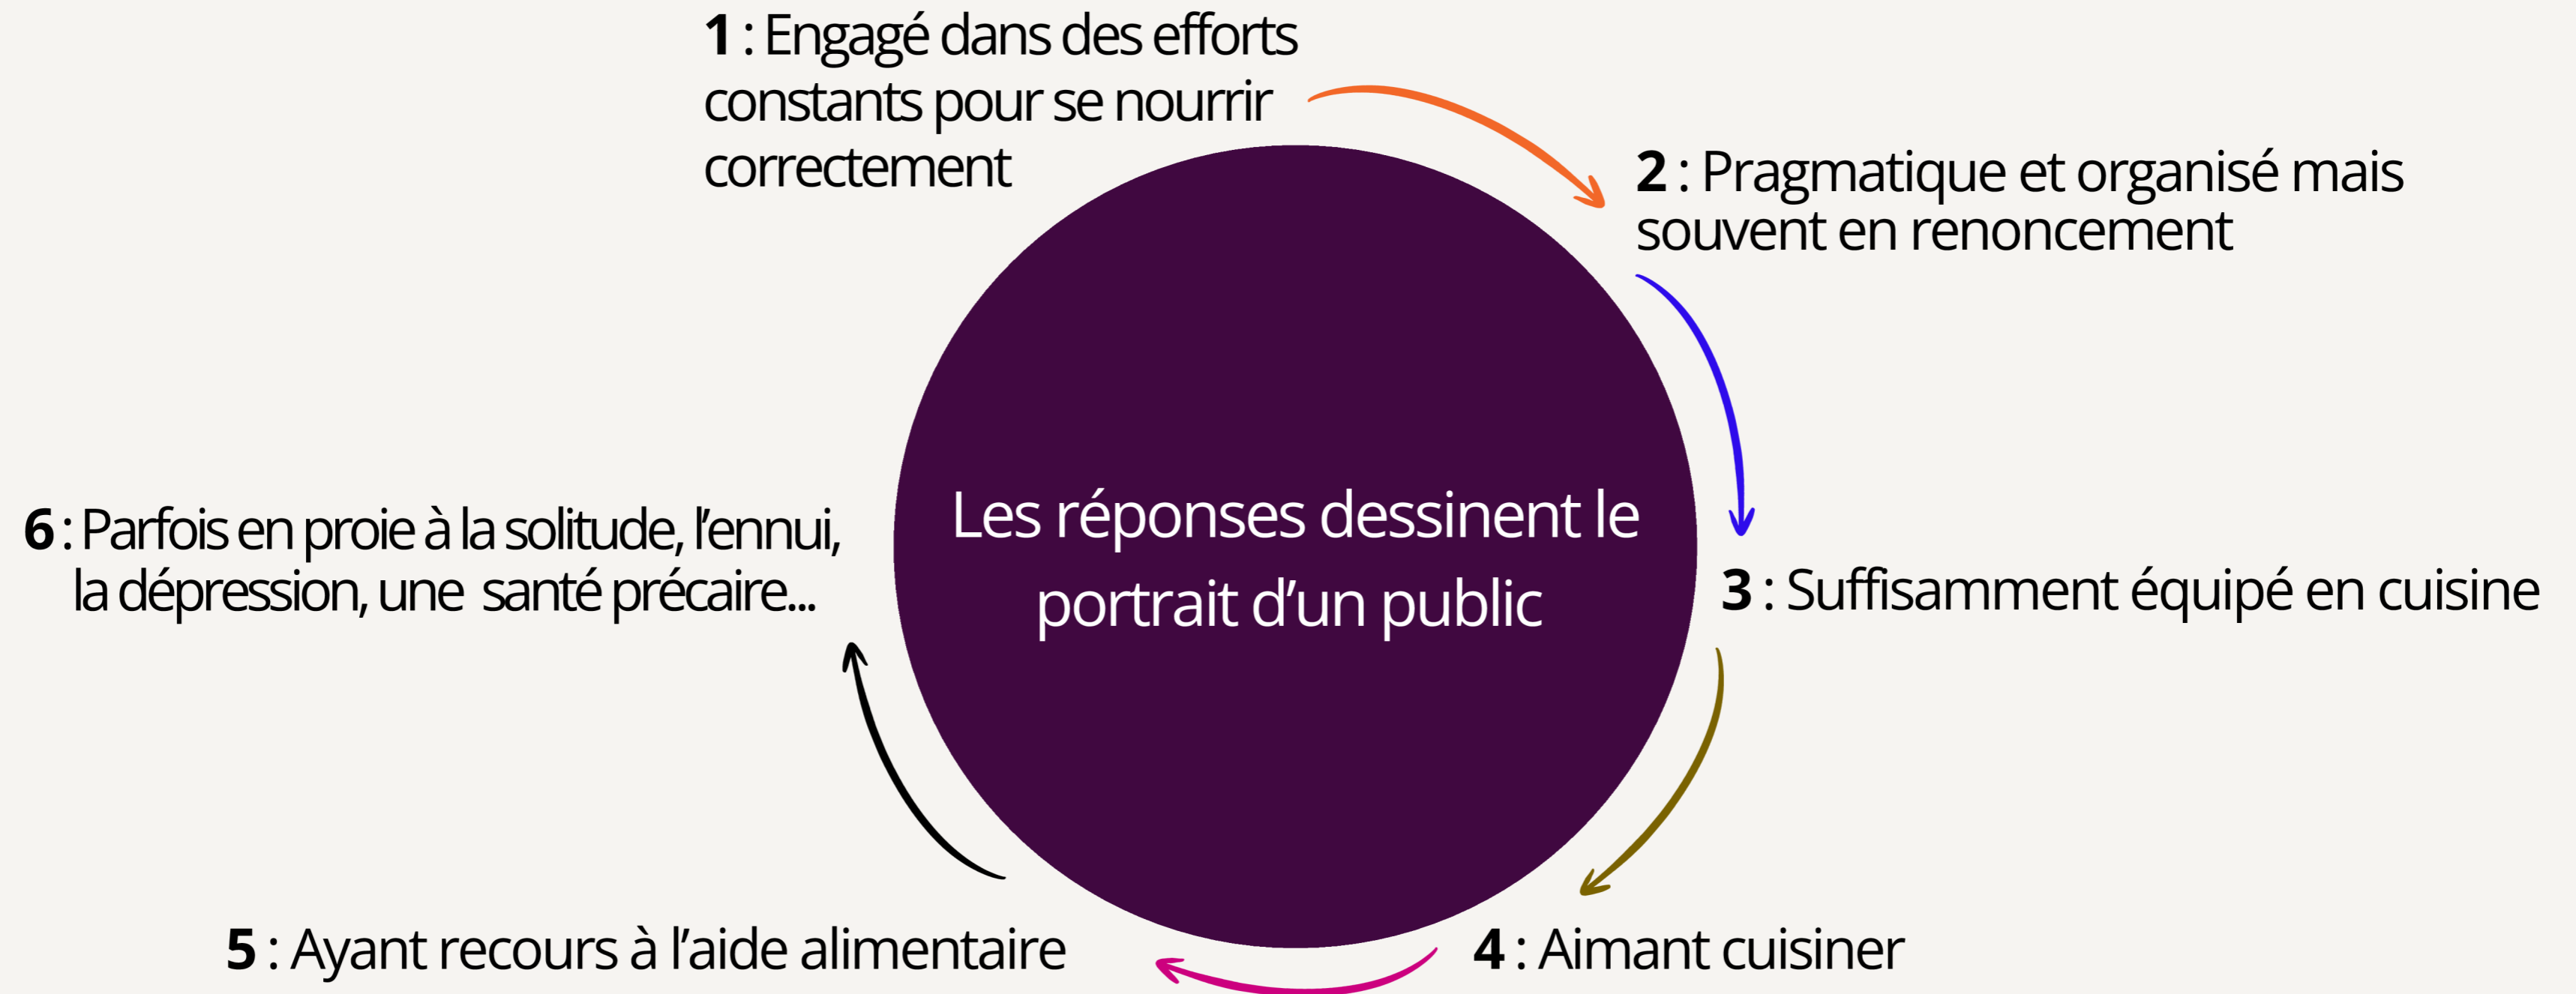 1 : Engagé dans des efforts
constants pour se nourrir
correctement
2 : Pragmatique et organisé mais
souvent en renoncement
3 : Suffisamment équipé en cuisine
4 : Aimant cuisiner
5 : Ayant recours à l’aide alimentaire
6 : Parfois en proie à la solitude, l’ennui,
la dépression, une santé précaire...
Les réponses dessinent le
portrait d’un public